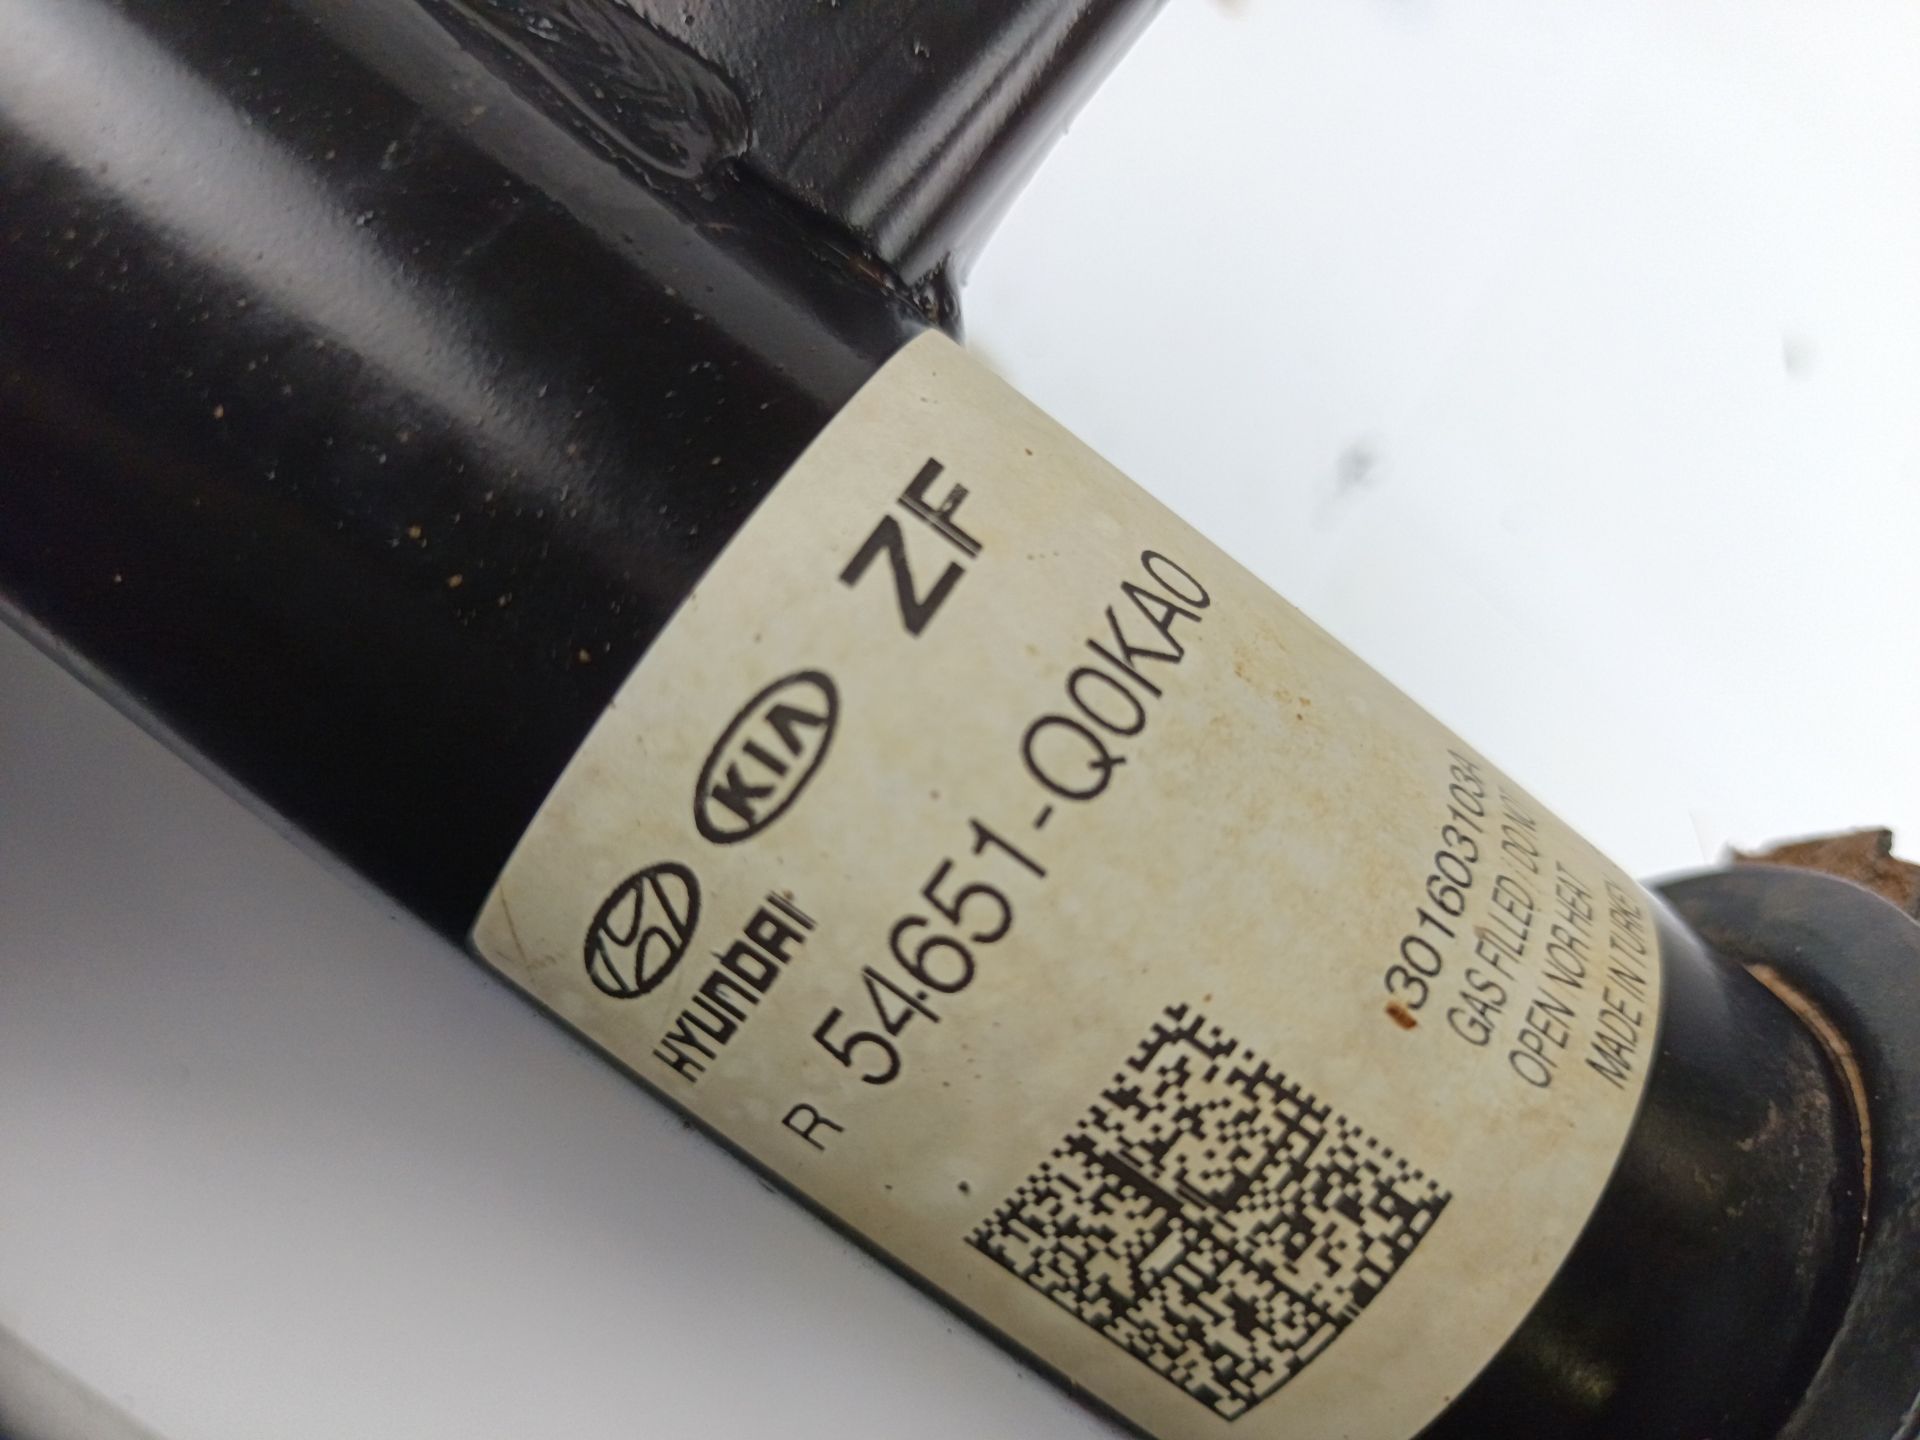 KIA ZF
HYUNDAI
R 54651-Q0KA0
301603103A
GAS FILLED / DO NOT
OPEN NOR HEAT
MADE IN TURKEY